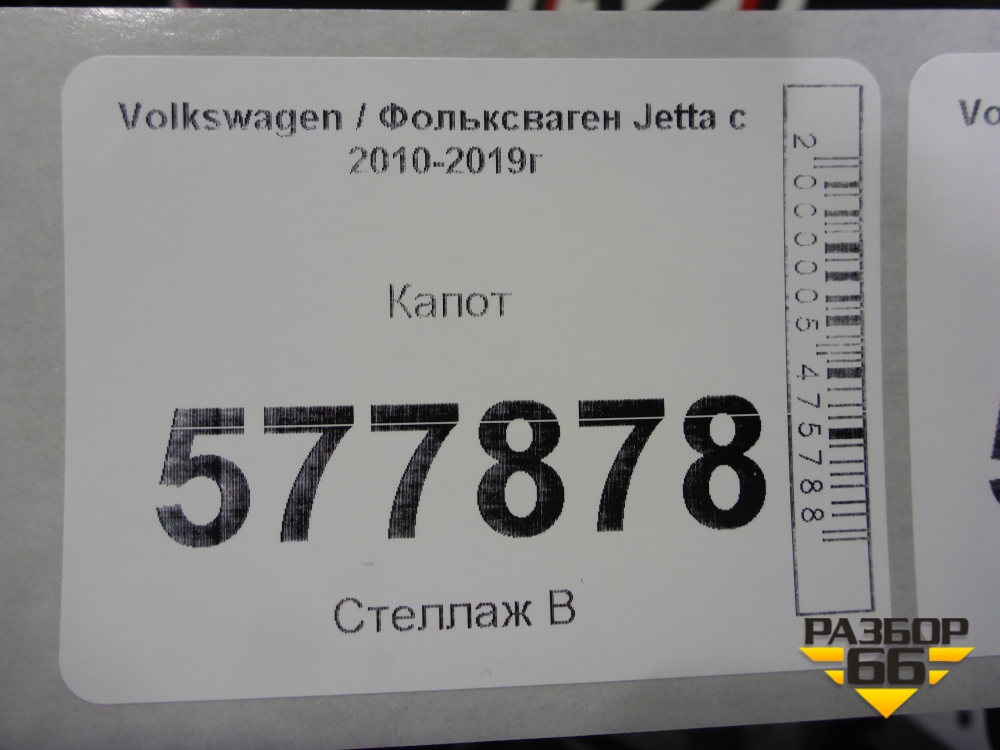 Volkswagen / Фольксваген Jetta с
2010-2019г
Капот
577878
Стеллаж В
2000005475788
Vo
РАЗБОР
66